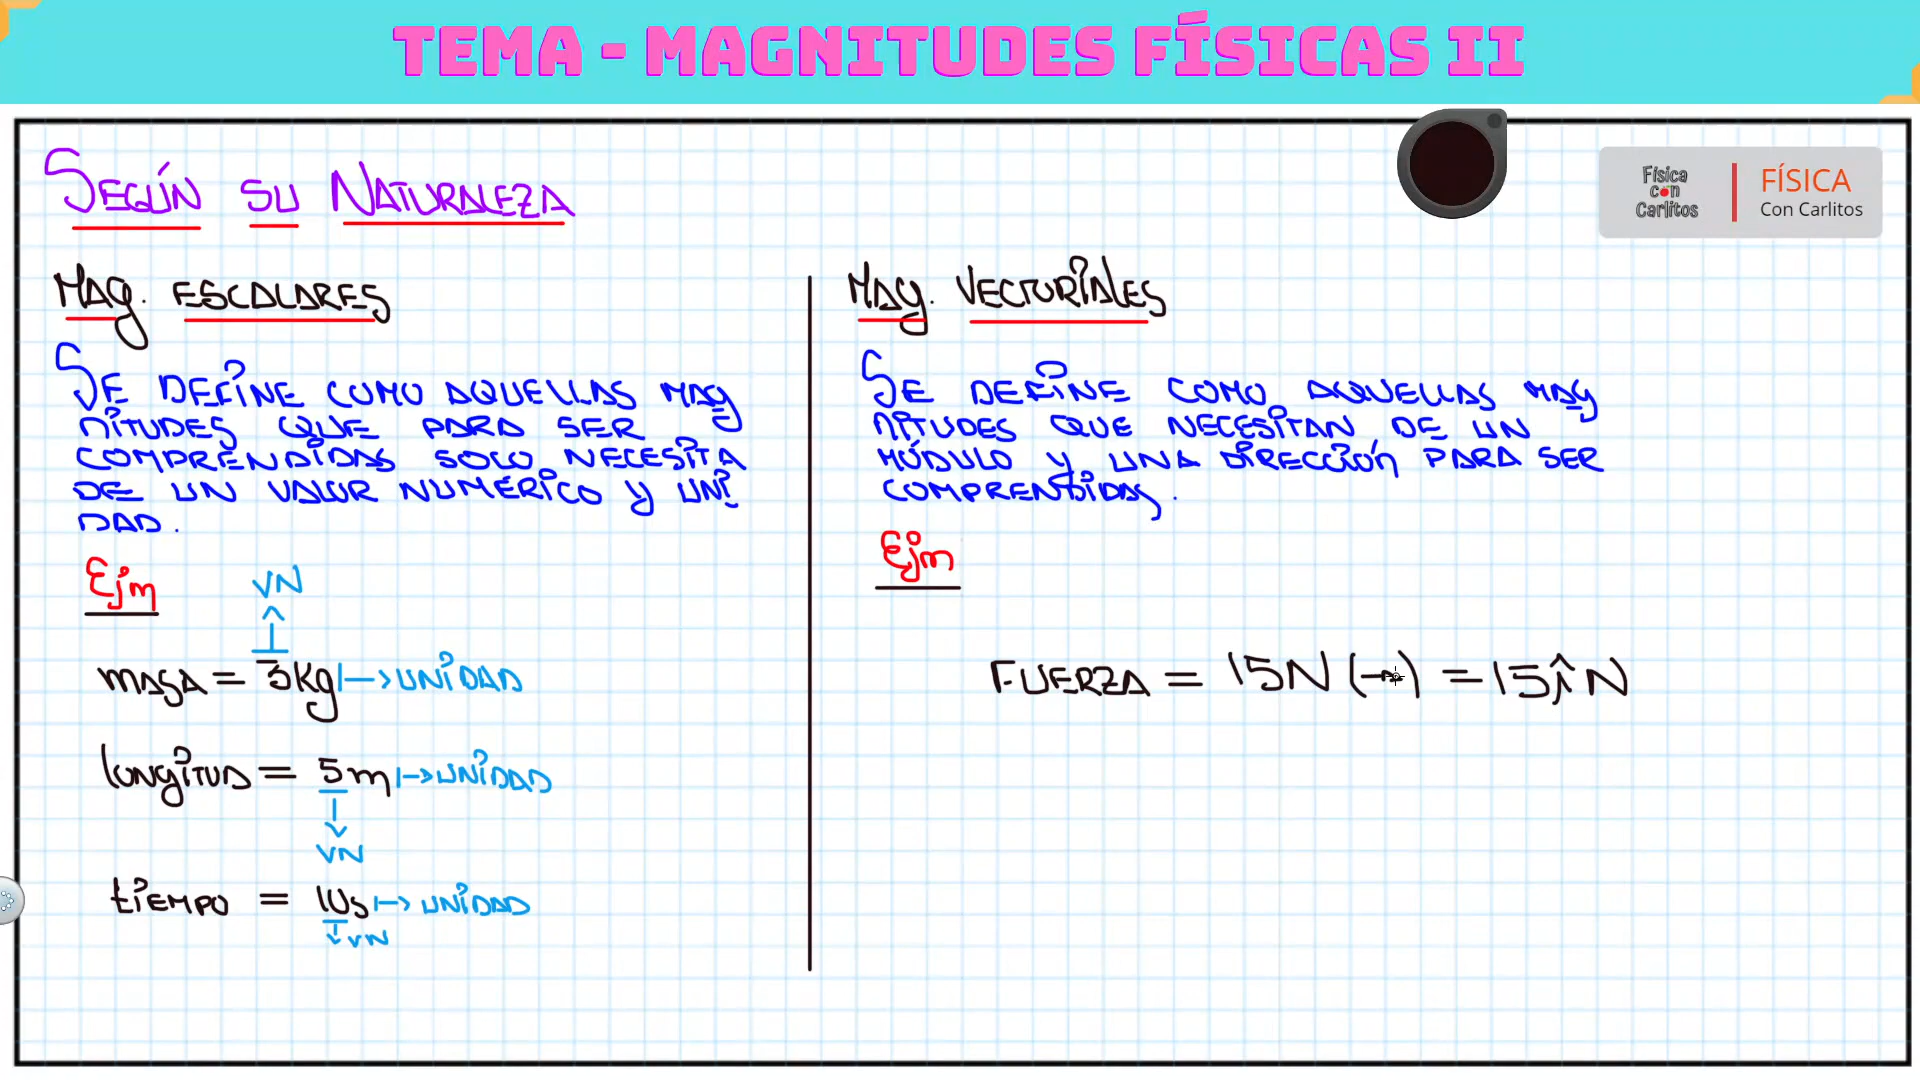 TEMA - MAGNITUDES FÍSICAS II
Física
con
Carlitos
FÍSICA
Con Carlitos
SEGÚN SU NATURALEZA
MAG. ESCALARES
SE DEFINE COMO AQUELLAS MAG
NITUDES QUE PARA SER
COMPRENDIDAS SOLO NECESITA
DE UN VALOR NUMÉRICO Y UNI
DAD.
Ejm
VN
masa = 3kg |→ UNIDAD
longitud = 5m |→ UNIDAD
VN
tiempo = 10s |→ UNIDAD
VN
MAG. VECTORIALES
SE DEFINE COMO AQUELLAS MAG
NITUDES QUE NECESITAN DE UN
MÓDULO Y UNA DIRECCIÓN PARA SER
COMPRENDIDAS.
Ejm
FUERZA = 15N (→) = 15î N